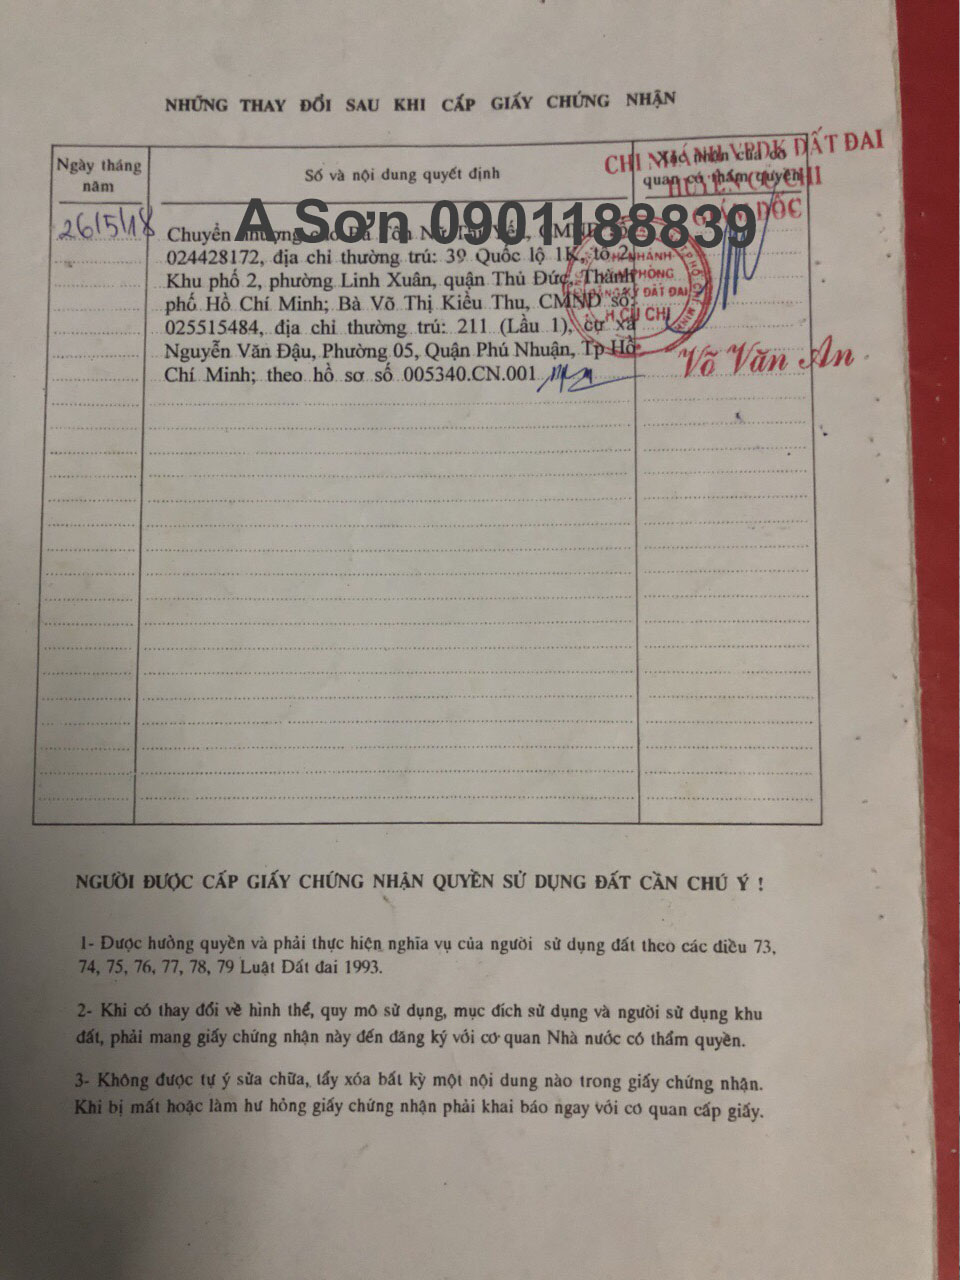 NHỮNG THAY ĐỔI SAU KHI CẤP GIẤY CHỨNG NHẬN
Ngày tháng năm
Số và nội dung quyết định
Xác nhận của cơ quan có thẩm quyền
CHI NHÁNH VPĐK ĐẤT ĐAI
HUYỆN CỦ CHI
GIÁM ĐỐC
26/5/18
A Sơn 0901188839
Chuyển nhượng cho Bà Tôn Nữ Thị Yến, CMND số:
024428172, địa chỉ thường trú: 39 Quốc lộ 1K, tổ 2,
Khu phố 2, phường Linh Xuân, quận Thủ Đức, Thành
phố Hồ Chí Minh; Bà Võ Thị Kiều Thu, CMND số:
025515484, địa chỉ thường trú: 211 (Lầu 1), cư xá
Nguyễn Văn Đậu, Phường 05, Quận Phú Nhuận, Tp Hồ
Chí Minh; theo hồ sơ số 005340.CN.001
CHI NHÁNH
VĂN PHÒNG
ĐĂNG KÝ ĐẤT ĐAI
H.CỦ CHI
Võ Văn An
NGƯỜI ĐƯỢC CẤP GIẤY CHỨNG NHẬN QUYỀN SỬ DỤNG ĐẤT CẦN CHÚ Ý !
1- Được hưởng quyền và phải thực hiện nghĩa vụ của người sử dụng đất theo các điều 73,
74, 75, 76, 77, 78, 79 Luật Đất đai 1993.
2- Khi có thay đổi về hình thể, quy mô sử dụng, mục đích sử dụng và người sử dụng khu
đất, phải mang giấy chứng nhận này đến đăng ký với cơ quan Nhà nước có thẩm quyền.
3- Không được tự ý sửa chữa, tẩy xóa bất kỳ một nội dung nào trong giấy chứng nhận.
Khi bị mất hoặc làm hư hỏng giấy chứng nhận phải khai báo ngay với cơ quan cấp giấy.